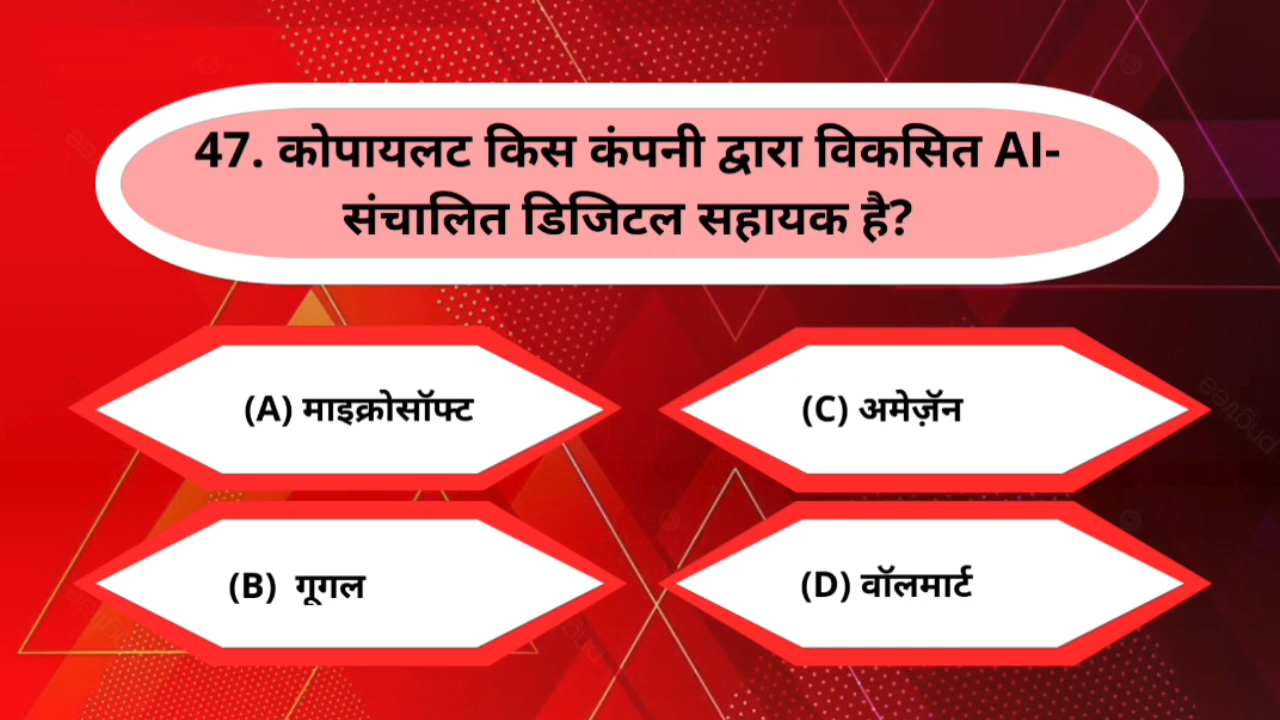 47. कोपायलट किस कंपनी द्वारा विकसित AI-
संचालित डिजिटल सहायक है?
(A) माइक्रोसॉफ्ट
(B) गूगल
(C) अमेज़ॅन
(D) वॉलमार्ट